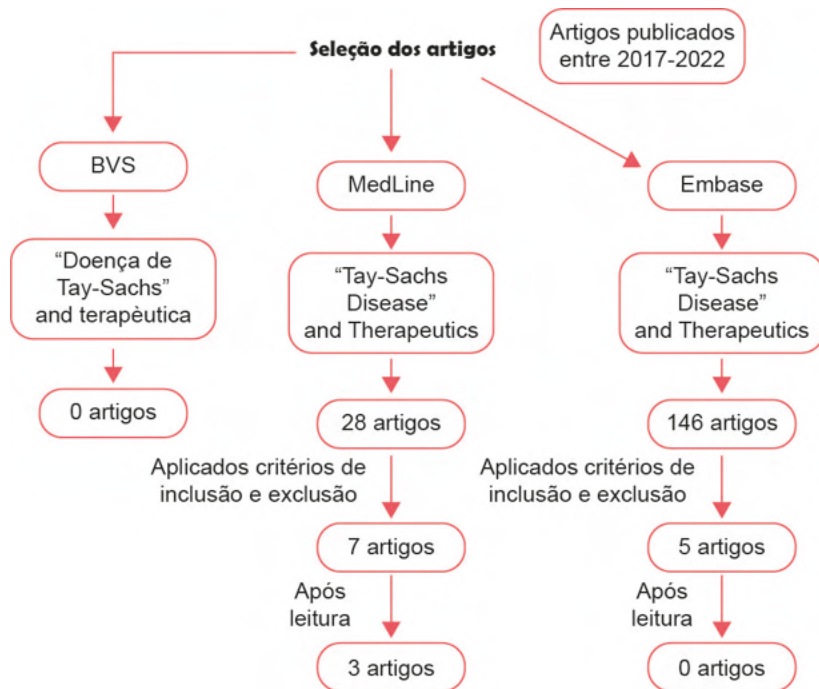 Seleção dos artigos
Artigos publicados
entre 2017-2022
BVS
“Doença de
Tay-Sachs”
and terapèutica
0 artigos
MedLine
“Tay-Sachs
Disease”
and Therapeutics
28 artigos
Aplicados critérios de
inclusão e exclusão
7 artigos
Após
leitura
3 artigos
Embase
“Tay-Sachs
Disease”
and Therapeutics
146 artigos
Aplicados critérios de
inclusão e exclusão
5 artigos
Após
leitura
0 artigos